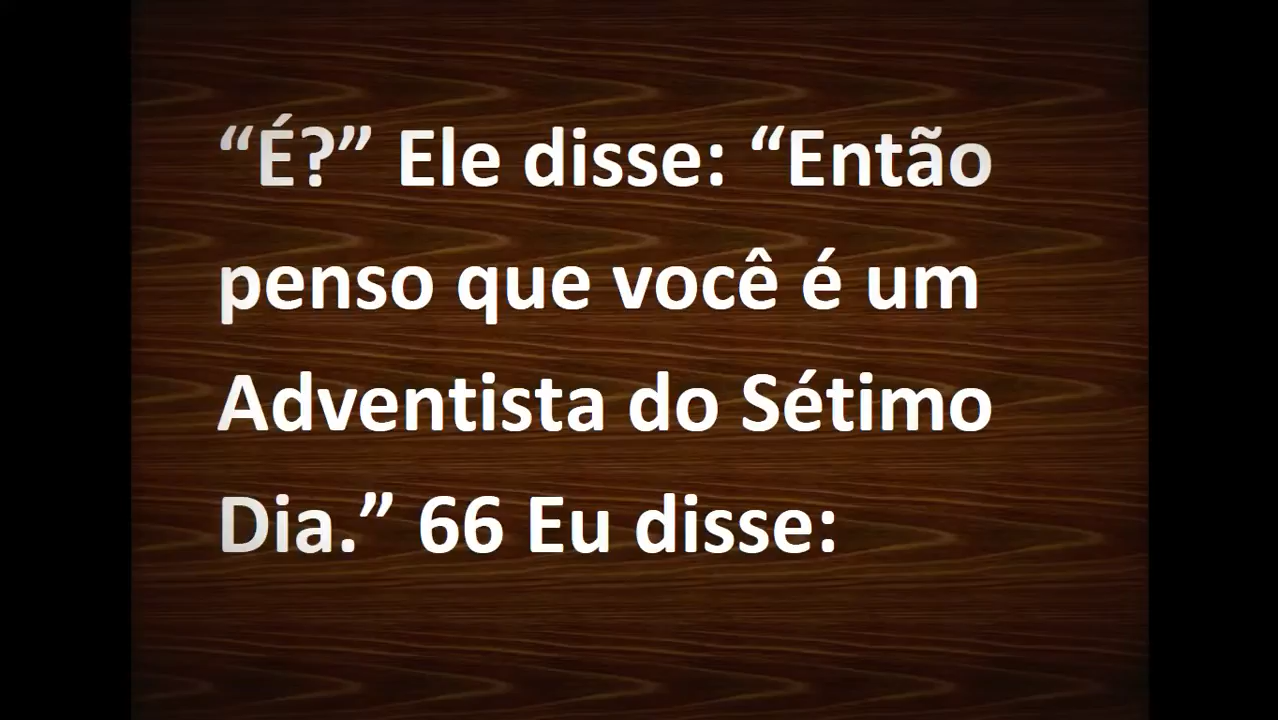 “É?” Ele disse: “Então
penso que você é um
Adventista do Sétimo
Dia.” 66 Eu disse: